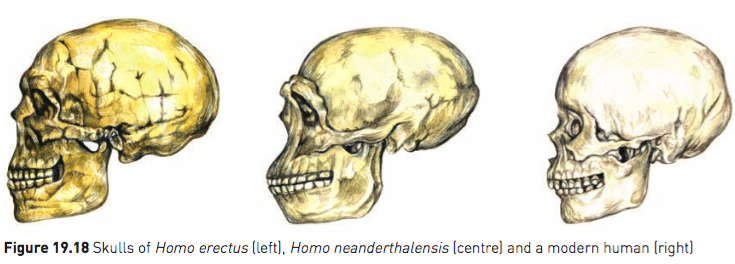 Figure 19.18 Skulls of Homo erectus (left), Homo neanderthalensis (centre) and a modern human (right)